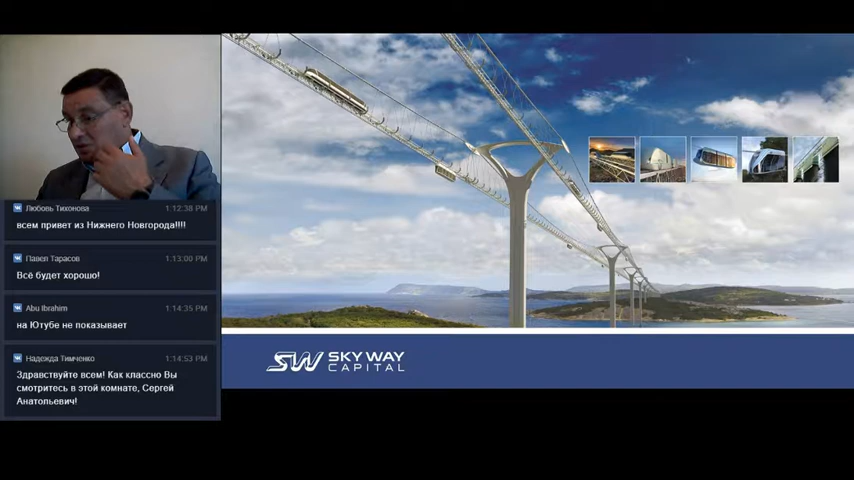 Любовь Тихонова
1:12:38 PM
всем привет из Нижнего Новгорода!!!!
Павел Тарасов
1:13:00 PM
Всё будет хорошо!
Abu Ibrahim
1:14:35 PM
на Ютубе не показывает
Надежда Тимченко
1:14:53 PM
Здравствуйте всем! Как классно Вы
смотритесь в этой комнате, Сергей
Анатольевич!
SW SKY WAY
CAPITAL